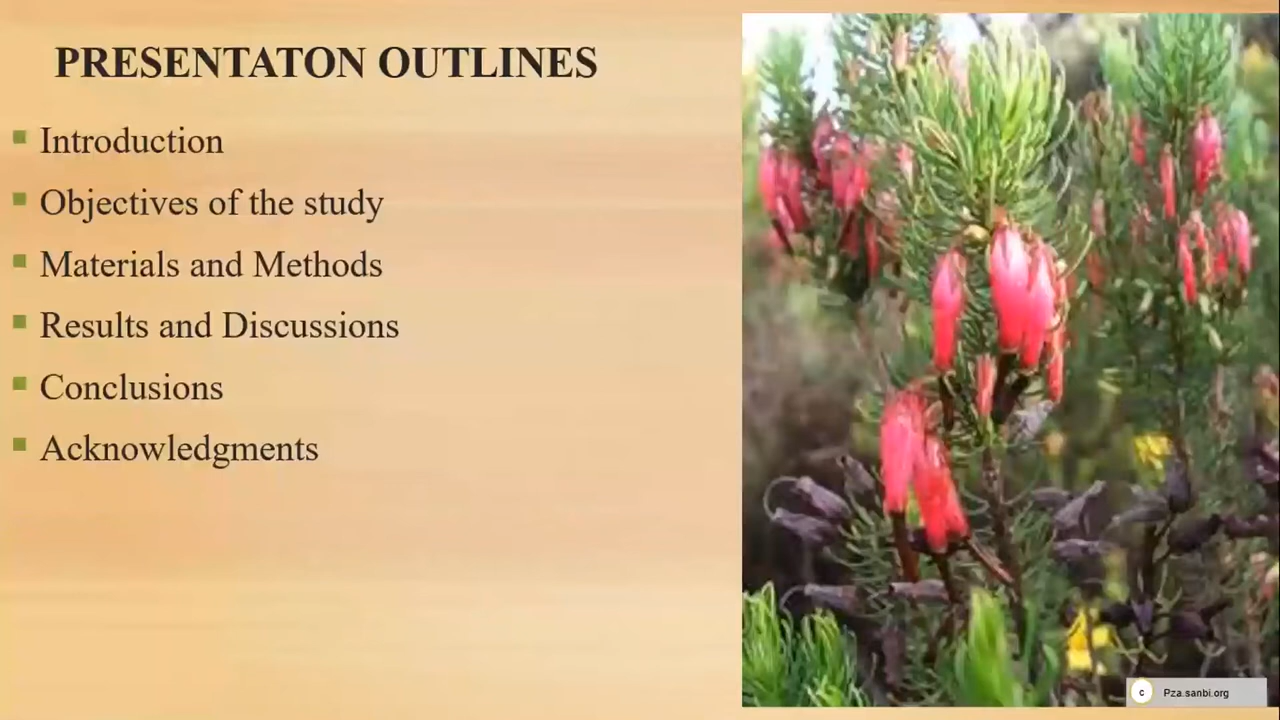 PRESENTATON OUTLINES
Introduction
Objectives of the study
Materials and Methods
Results and Discussions
Conclusions
Acknowledgments
c Pza.sanbi.org